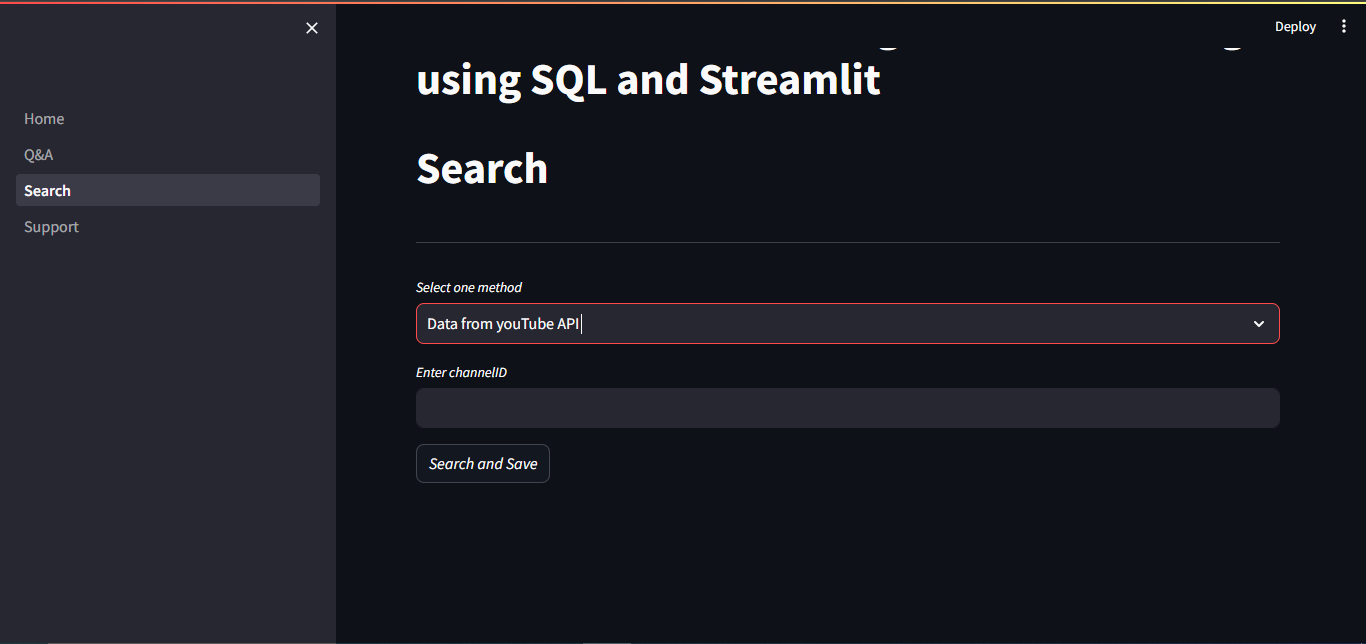 Deploy
Home
Q&A
Search
Support
using SQL and Streamlit
Search
Select one method
Data from youTube API
Enter channelID
Search and Save